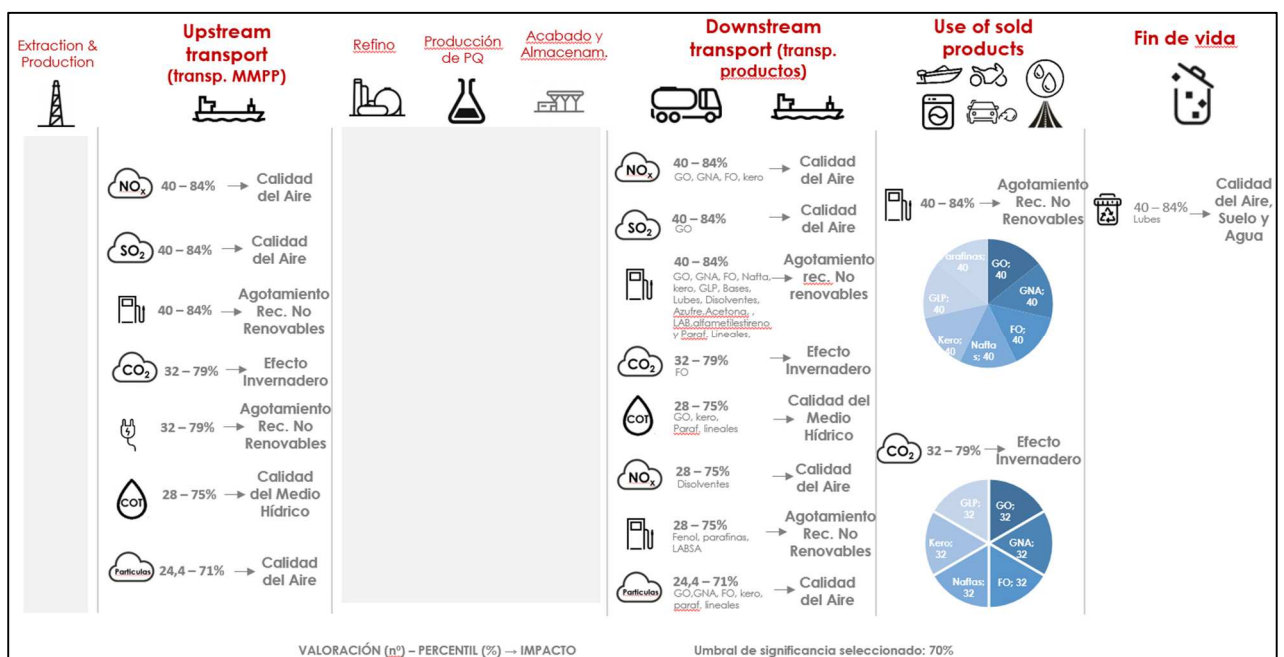 Extraction &
Production
Upstream
transport
(transp. MMPP)
Refino
Producción
de PQ
Acabado y
Almacenam.
Downstream
transport (transp.
productos)
Use of sold
products
Fin de vida
NOx
40 – 84%
Calidad
del Aire
SO2
40 – 84%
Calidad
del Aire
40 – 84%
Agotamiento
Rec. No
Renovables
CO2
32 – 79%
Efecto
Invernadero
32 – 79%
Agotamiento
Rec. No
Renovables
COT
28 – 75%
Calidad
del Medio
Hídrico
Partículas
24,4 – 71%
Calidad
del Aire
NOx
40 – 84%
GO, GNA, FO, kero
Calidad
del Aire
SO2
40 – 84%
GO
Calidad
del Aire
40 – 84%
GO, GNA, FO, Nafta,
kero, GLP, Bases,
Lubes, Disolventes,
Azufre,Acetona, ,
LAB,alfametilestireno
y Paraf. Lineales,
Agotamiento
rec. No
renovables
CO2
32 – 79%
FO
Efecto
Invernadero
COT
28 – 75%
GO, kero,
Paraf. lineales
Calidad del
Medio
Hídrico
NOx
28 – 75%
Disolventes
Calidad
del Aire
28 – 75%
Fenol, parafinas,
LABSA
Agotamiento
Rec. No
Renovables
Partículas
24,4 – 71%
GO,GNA, FO, kero,
paraf. lineales
Calidad
del Aire
40 – 84%
Agotamiento
Rec. No
Renovables
Parafinas;
40
GO;
40
GNA;
40
FO;
40
Nafta
s; 40
Kero;
40
GLP;
40
CO2
32 – 79%
Efecto
Invernadero
GLP;
32
GO;
32
GNA;
32
FO; 32
Naftas;
32
Kero;
32
40 – 84%
Lubes
Calidad
del Aire,
Suelo y
Agua
VALORACIÓN (nº) – PERCENTIL (%) → IMPACTO
Umbral de significancia seleccionado: 70%